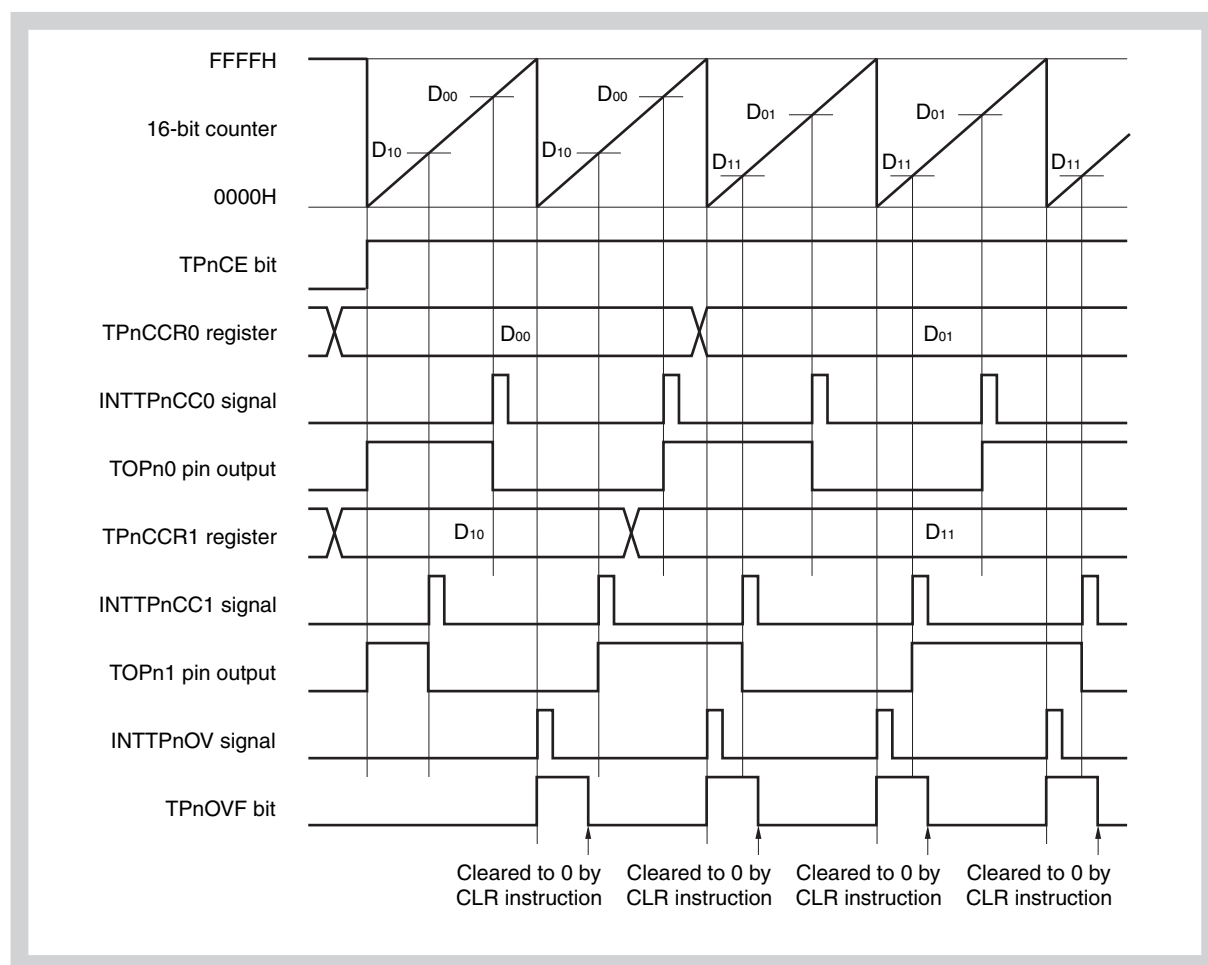 FFFFH
D00
D00
D01
D01
16-bit counter
D10
D10
D11
D11
D11
0000H
TPnCE bit
TPnCCR0 register
D00
D01
INTTPnCC0 signal
TOPn0 pin output
TPnCCR1 register
D10
D11
INTTPnCC1 signal
TOPn1 pin output
INTTPnOV signal
TPnOVF bit
Cleared to 0 by
CLR instruction
Cleared to 0 by
CLR instruction
Cleared to 0 by
CLR instruction
Cleared to 0 by
CLR instruction